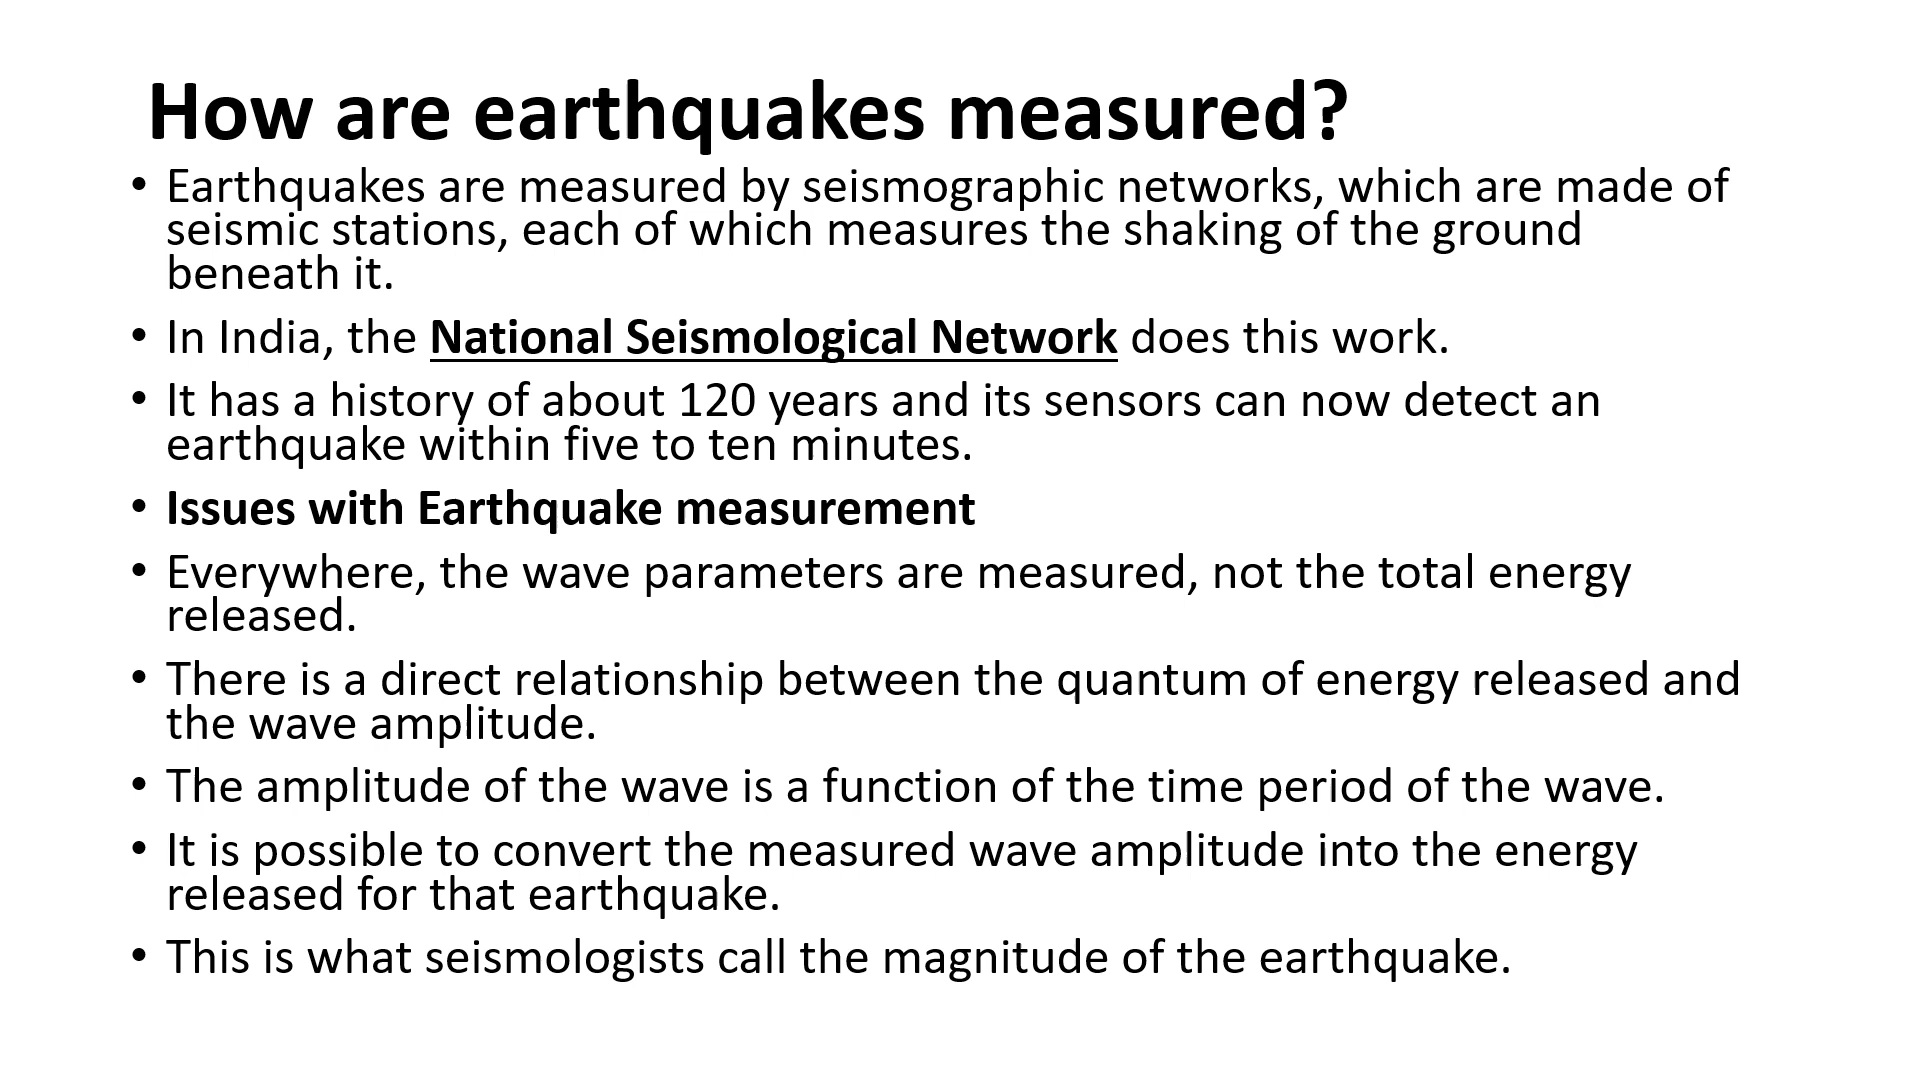 How are earthquakes measured?
• Earthquakes are measured by seismographic networks, which are made of
seismic stations, each of which measures the shaking of the ground
beneath it.
• In India, the National Seismological Network does this work.
• It has a history of about 120 years and its sensors can now detect an
earthquake within five to ten minutes.
• Issues with Earthquake measurement
• Everywhere, the wave parameters are measured, not the total energy
released.
• There is a direct relationship between the quantum of energy released and
the wave amplitude.
• The amplitude of the wave is a function of the time period of the wave.
• It is possible to convert the measured wave amplitude into the energy
released for that earthquake.
• This is what seismologists call the magnitude of the earthquake.